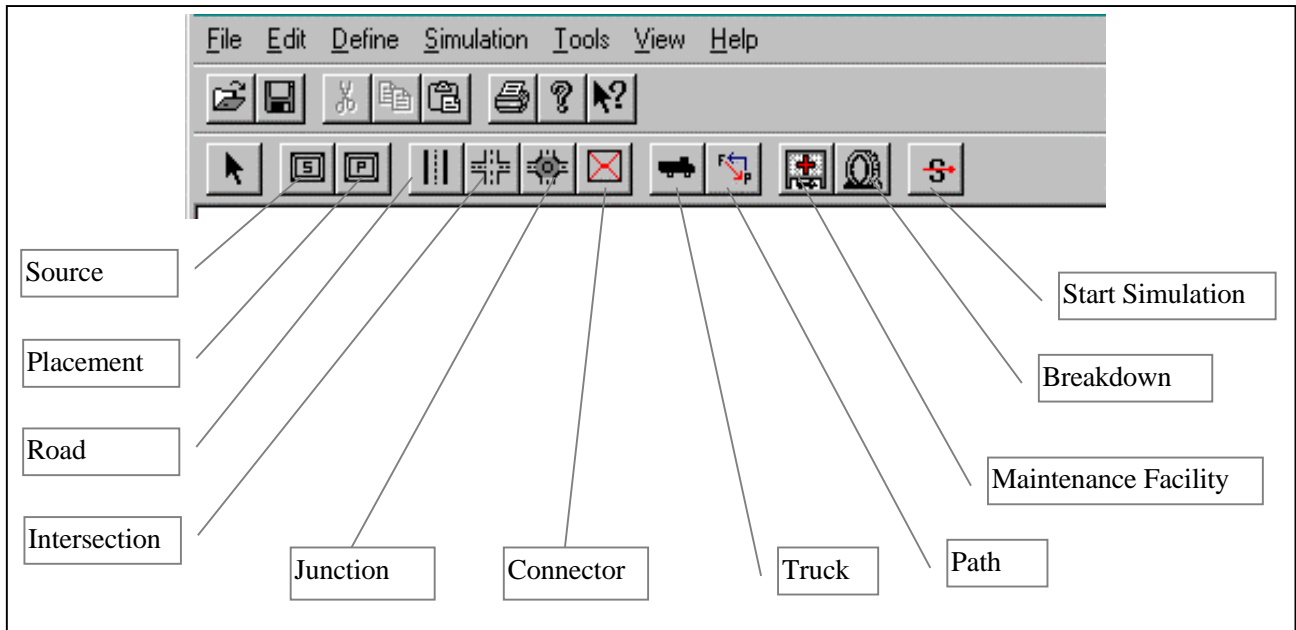 File Edit Define Simulation Tools View Help
S P F P S
Source
Start Simulation
Placement
Breakdown
Road
Maintenance Facility
Intersection
Junction Connector Truck Path